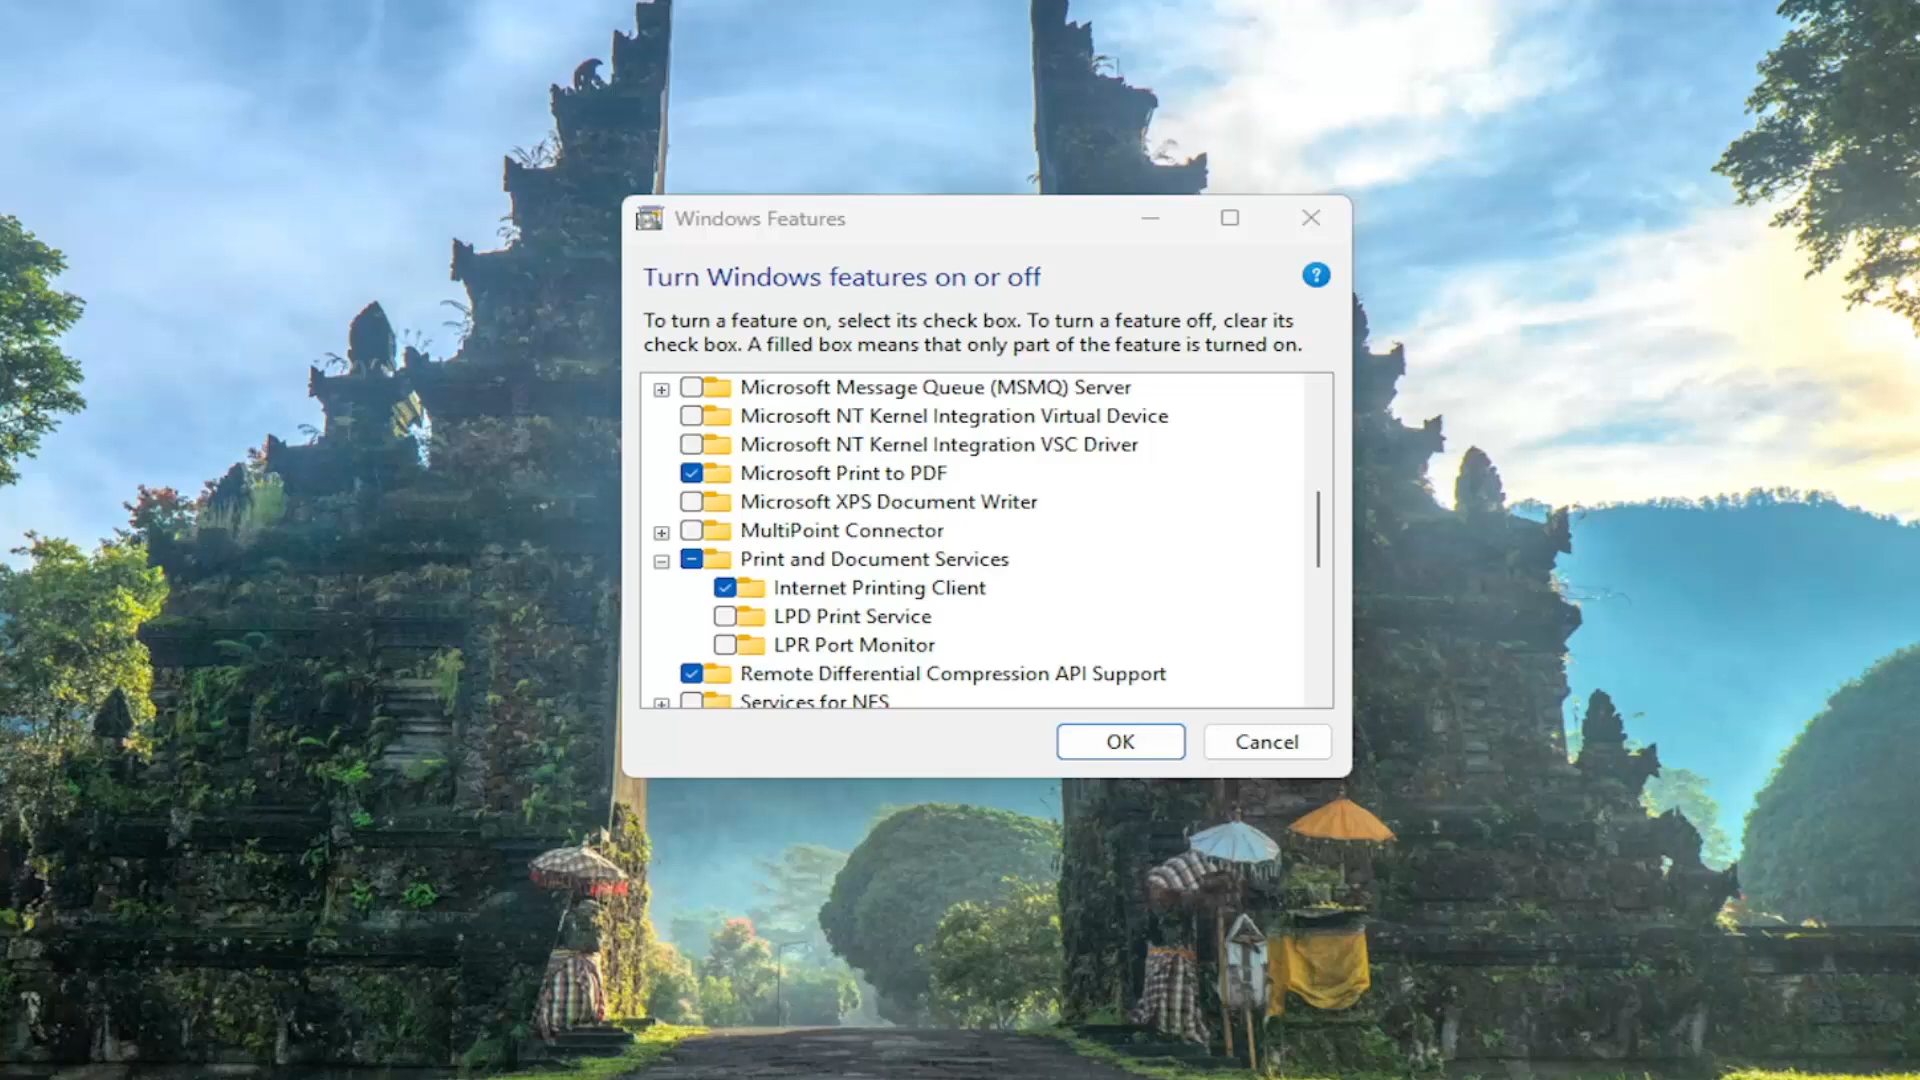 Windows Features
Turn Windows features on or off
?
To turn a feature on, select its check box. To turn a feature off, clear its
check box. A filled box means that only part of the feature is turned on.
Microsoft Message Queue (MSMQ) Server
Microsoft NT Kernel Integration Virtual Device
Microsoft NT Kernel Integration VSC Driver
Microsoft Print to PDF
Microsoft XPS Document Writer
MultiPoint Connector
Print and Document Services
Internet Printing Client
LPD Print Service
LPR Port Monitor
Remote Differential Compression API Support
Services for NFS
OK
Cancel